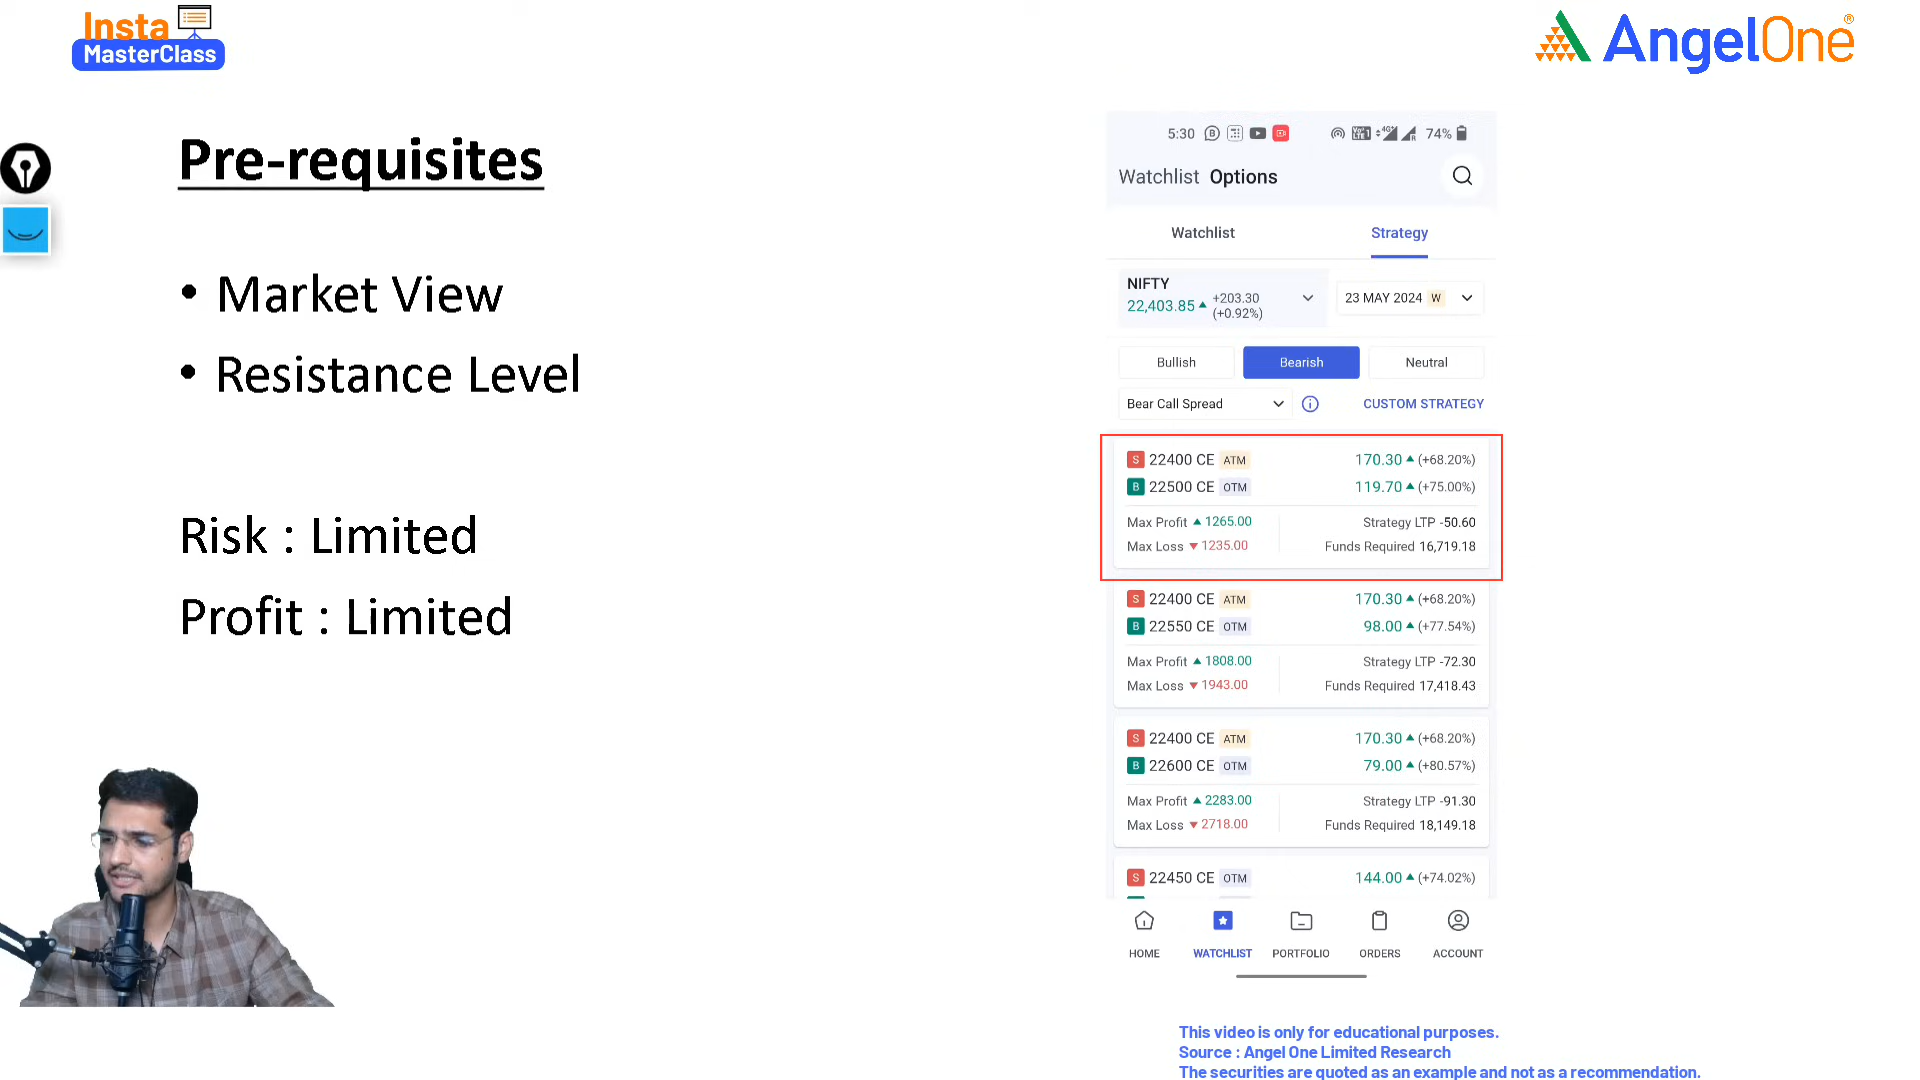 Insta
MasterClass
AngelOne®
Pre-requisites
• Market View
• Resistance Level
Risk : Limited
Profit : Limited
5:30 74%
Watchlist Options
Watchlist Strategy
NIFTY
22,403.85 +203.30 (+0.92%)
23 MAY 2024 W
Bullish Bearish Neutral
Bear Call Spread CUSTOM STRATEGY
S 22400 CE ATM 170.30 (+68.20%)
B 22500 CE OTM 119.70 (+75.00%)
Max Profit 1265.00 Strategy LTP -50.60
Max Loss 1235.00 Funds Required 16,719.18
S 22400 CE ATM 170.30 (+68.20%)
B 22550 CE OTM 98.00 (+77.54%)
Max Profit 1808.00 Strategy LTP -72.30
Max Loss 1943.00 Funds Required 17,418.43
S 22400 CE ATM 170.30 (+68.20%)
B 22600 CE OTM 79.00 (+80.57%)
Max Profit 2283.00 Strategy LTP -91.30
Max Loss 2718.00 Funds Required 18,149.18
S 22450 CE OTM 144.00 (+74.02%)
HOME WATCHLIST PORTFOLIO ORDERS ACCOUNT
This video is only for educational purposes.
Source : Angel One Limited Research
The securities are quoted as an example and not as a recommendation.